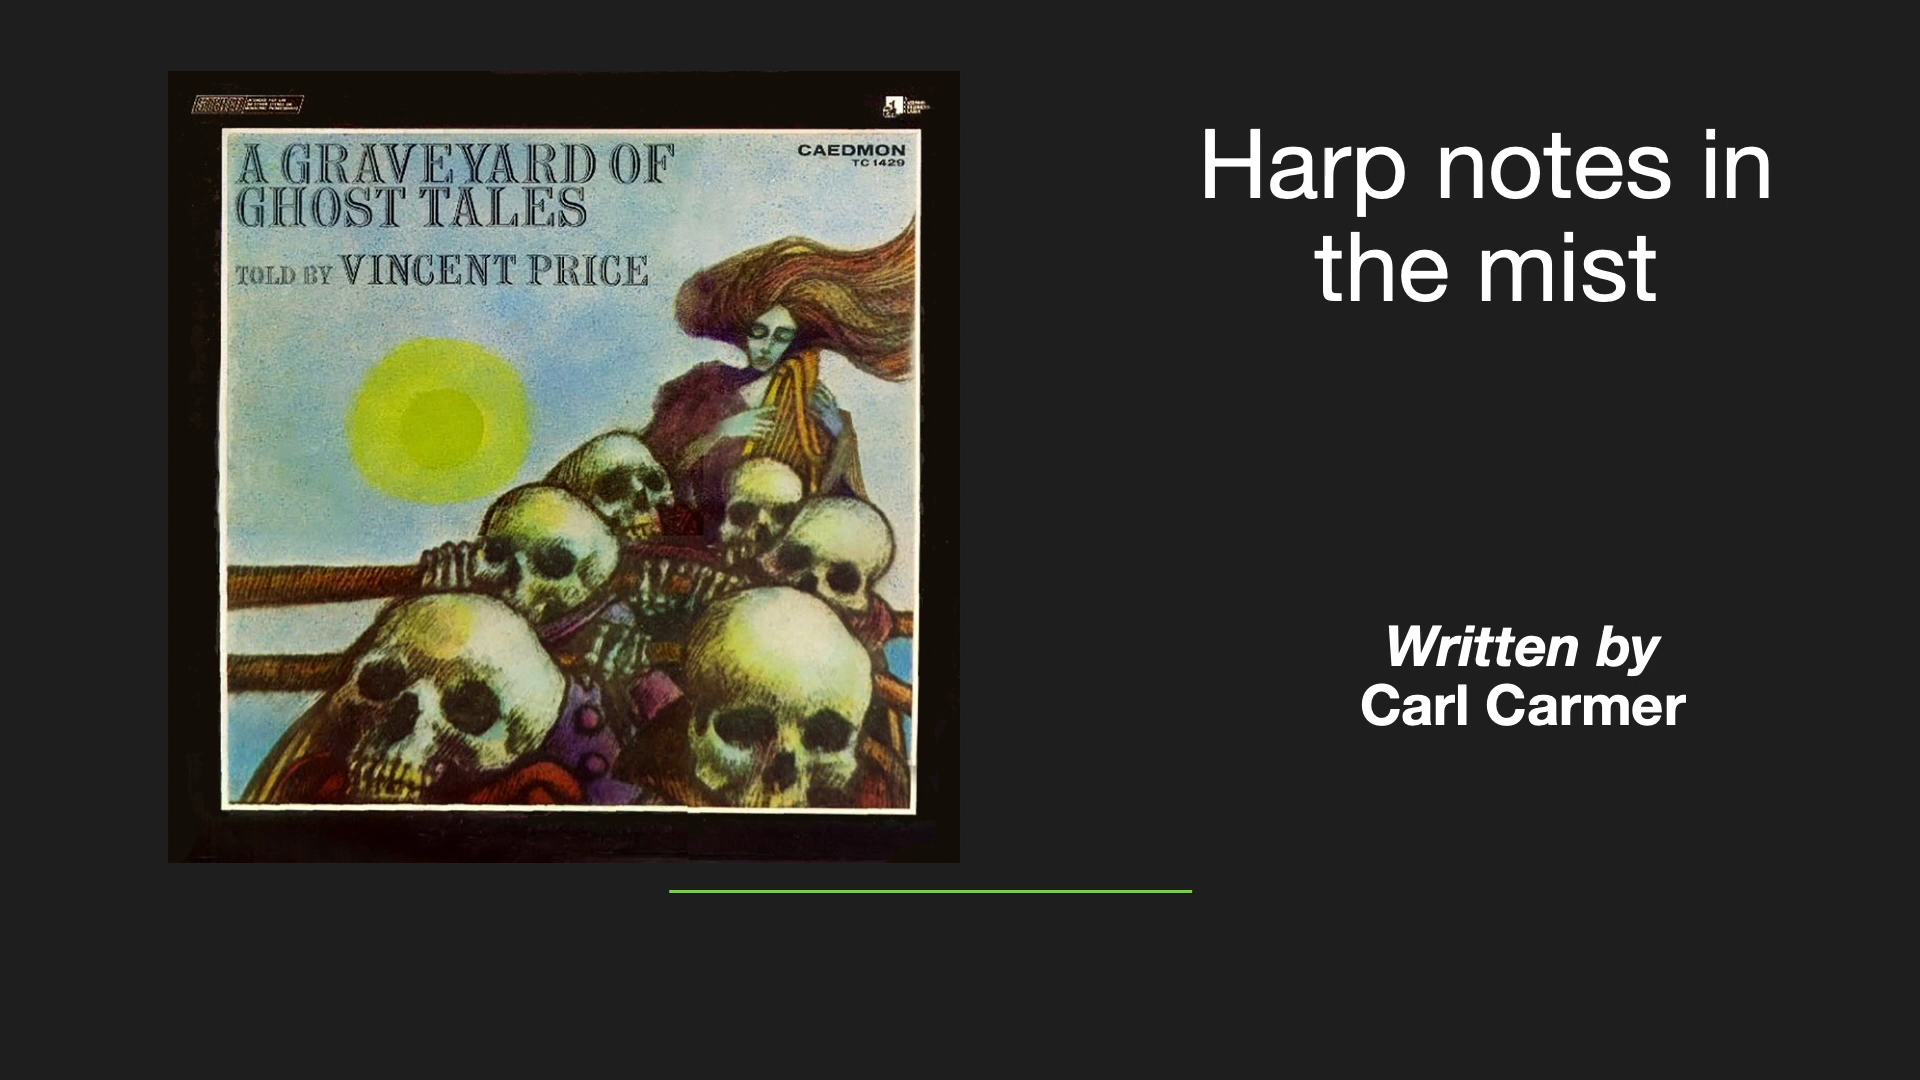 A GRAVEYARD OF
GHOST TALES
TOLD BY VINCENT PRICE
CAEDMON
TC 1429
Harp notes in
the mist
Written by
Carl Carmer